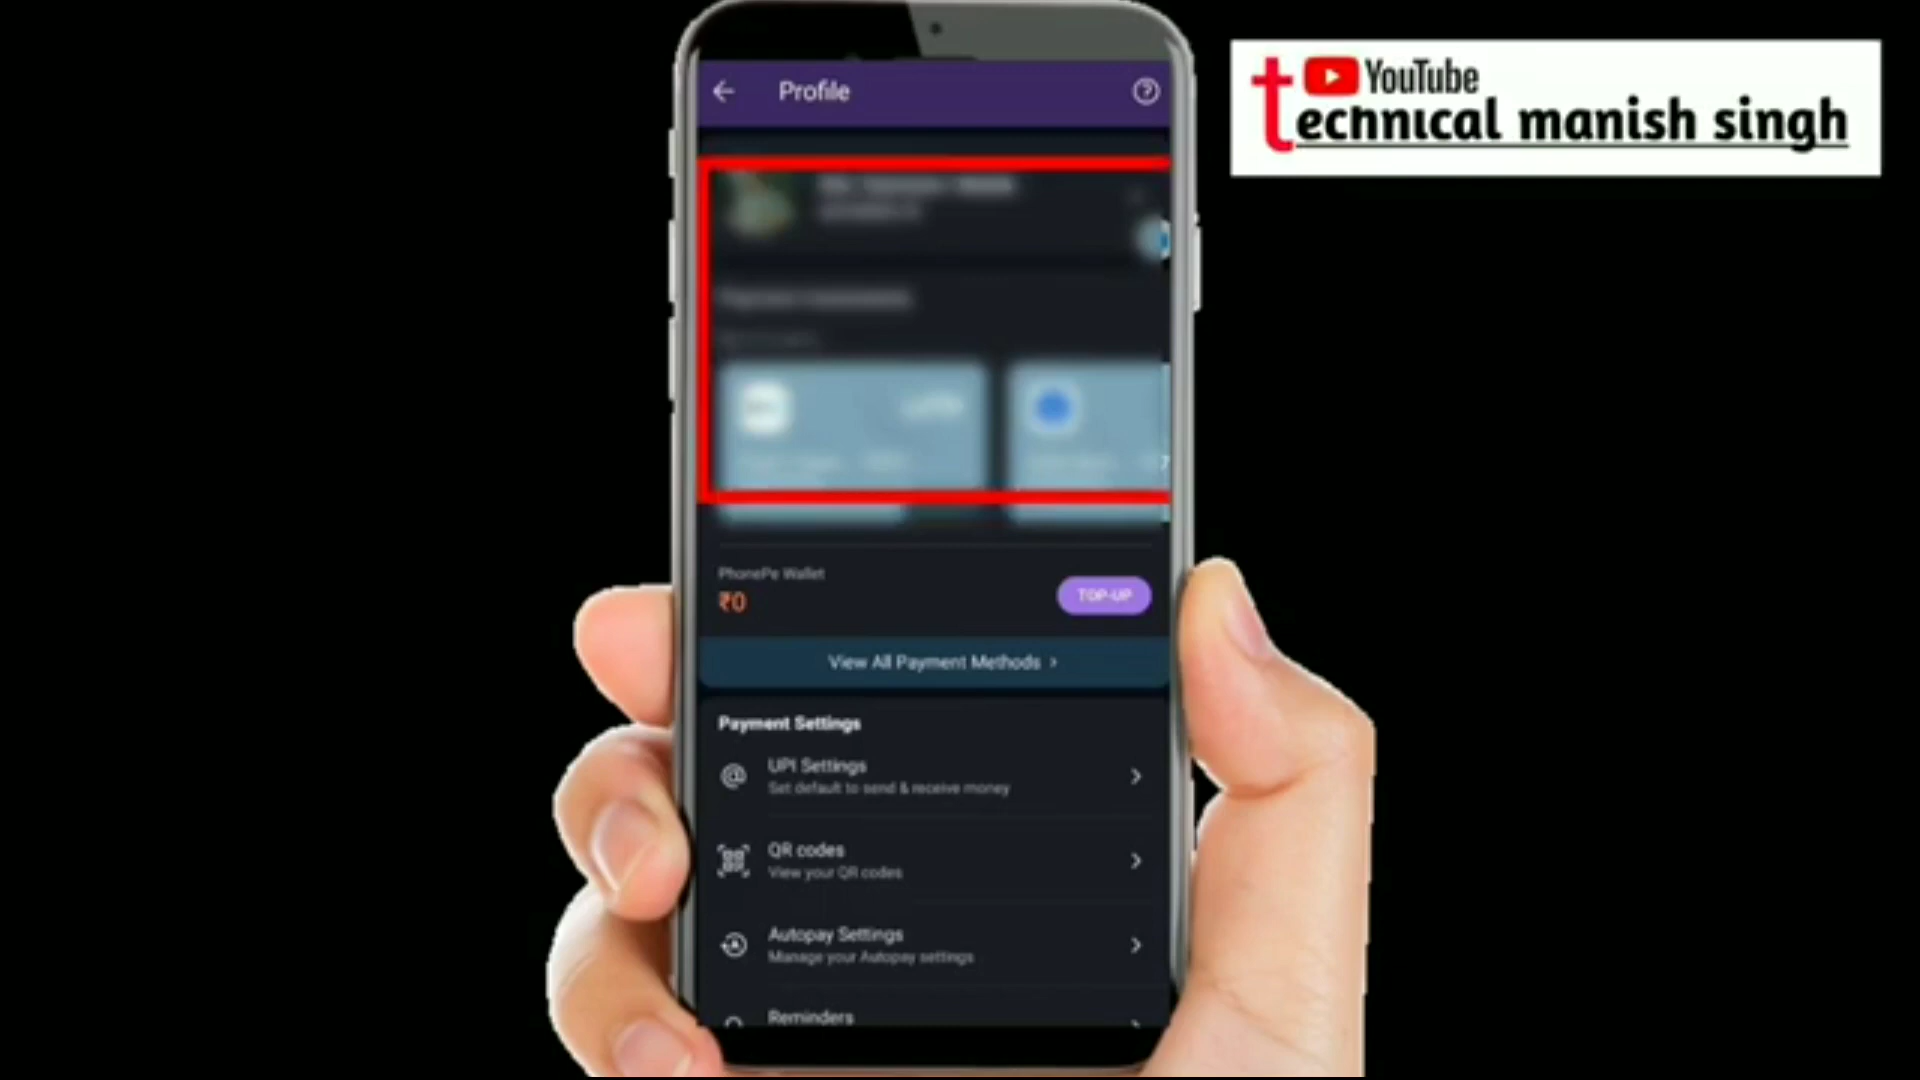 Profile
YouTube
technical manish singh
PhonePe Wallet
₹0
TOP-UP
View All Payment Methods
Payment Settings
UPI Settings
Set default to send & receive money
QR codes
View your QR codes
Autopay Settings
Manage your Autopay settings
Reminders